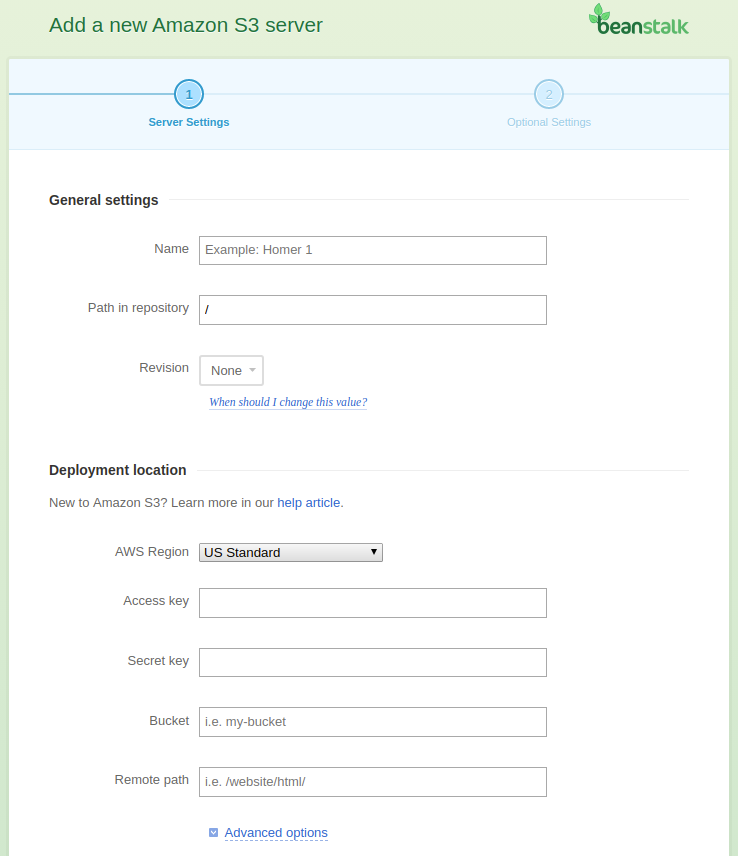 Add a new Amazon S3 server
beanstalk
1
2
Server Settings
Optional Settings
General settings
Name
Example: Homer 1
Path in repository
/
Revision
None
When should I change this value?
Deployment location
New to Amazon S3? Learn more in our help article.
AWS Region
US Standard
Access key
Secret key
Bucket
i.e. my-bucket
Remote path
i.e. /website/html/
Advanced options